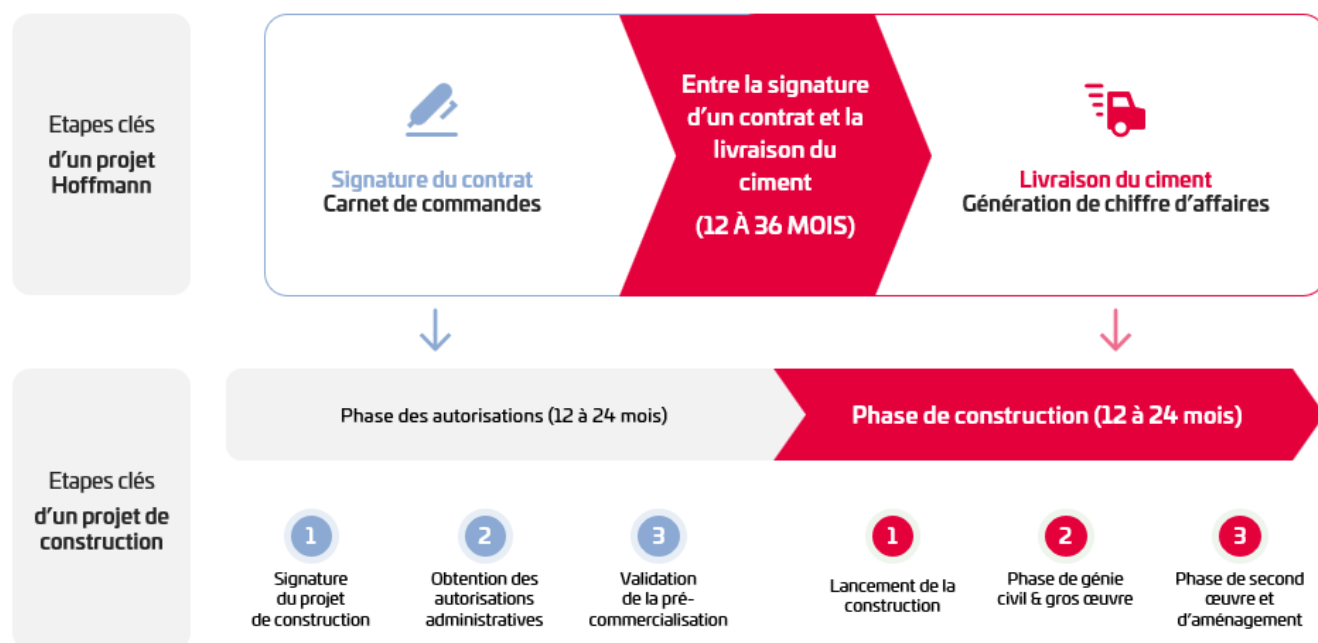 Etapes clés
d'un projet
Hoffmann
Signature du contrat
Carnet de commandes
Entre la signature
d'un contrat et la
livraison du
ciment
(12 À 36 MOIS)
Livraison du ciment
Génération de chiffre d'affaires
Etapes clés
d'un projet de
construction
Phase des autorisations (12 à 24 mois)
Phase de construction (12 à 24 mois)
1
Signature
du projet
de construction
2
Obtention des
autorisations
administratives
3
Validation
de la pré-
commercialisation
1
Lancement de la
construction
2
Phase de génie
civil & gros œuvre
3
Phase de second
œuvre et
d'aménagement